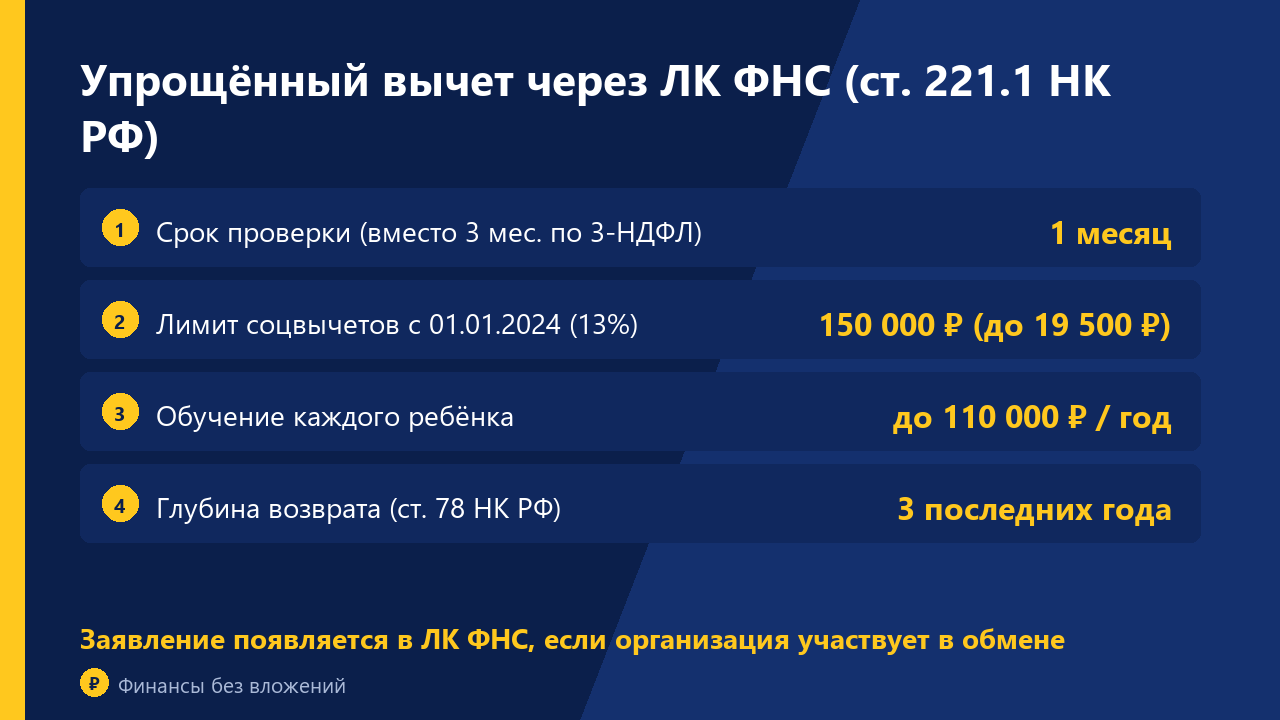 Упрощённый вычет через ЛК ФНС (ст. 221.1 НК
РФ)
1 Срок проверки (вместо 3 мес. по 3-НДФЛ) 1 месяц
2 Лимит соцвычетов с 01.01.2024 (13%) 150 000 ₽ (до 19 500 ₽)
3 Обучение каждого ребёнка до 110 000 ₽ / год
4 Глубина возврата (ст. 78 НК РФ) 3 последних года
Заявление появляется в ЛК ФНС, если организация участвует в обмене
₽ Финансы без вложений